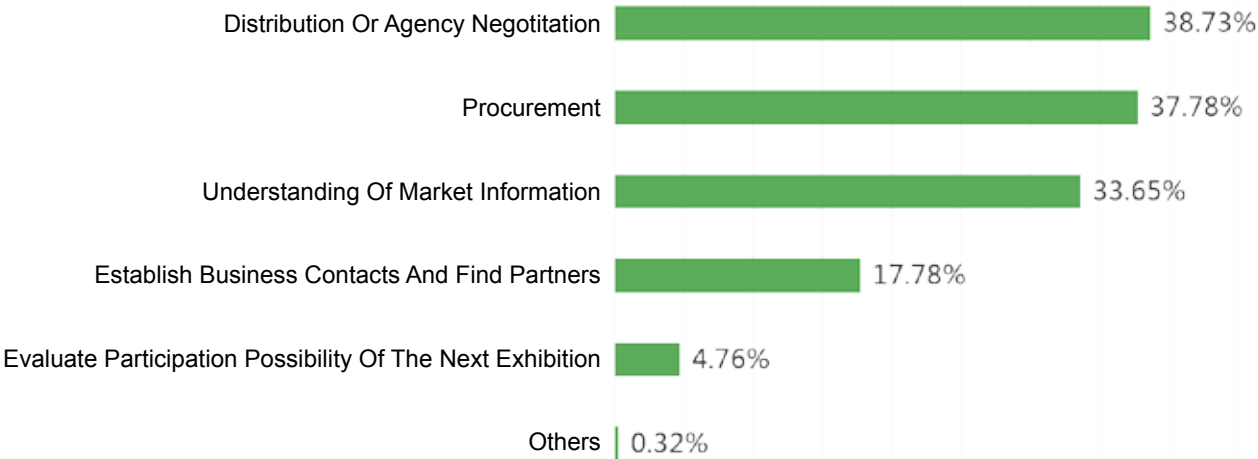 Distribution Or Agency Negotitation 38.73%
Procurement 37.78%
Understanding Of Market Information 33.65%
Establish Business Contacts And Find Partners 17.78%
Evaluate Participation Possibility Of The Next Exhibition 4.76%
Others 0.32%